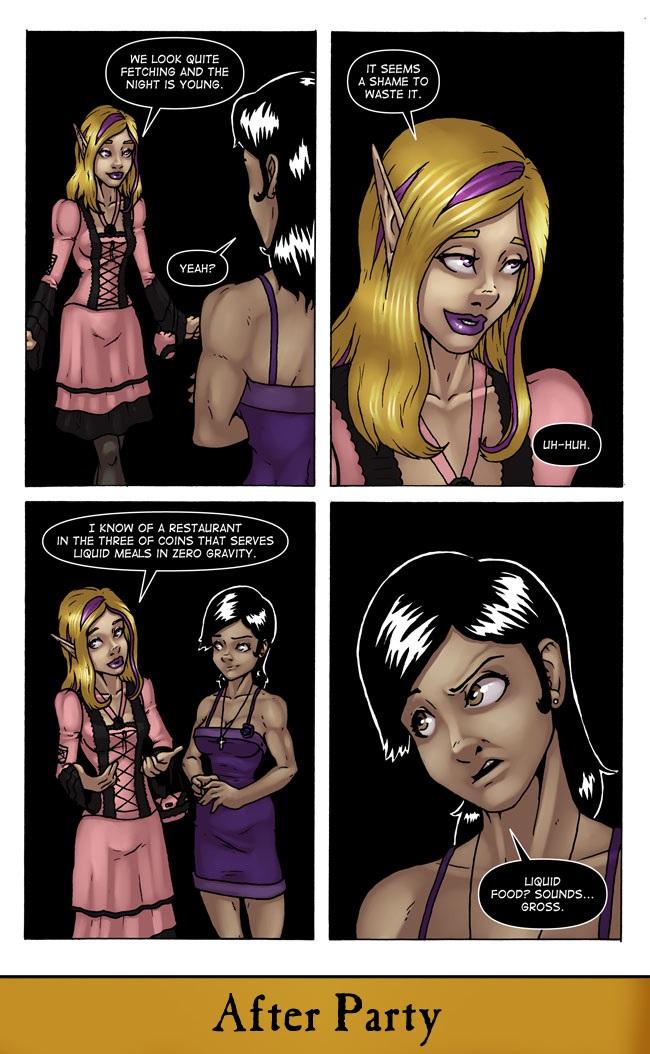 WE LOOK QUITE
FETCHING AND THE
NIGHT IS YOUNG.
YEAH?
IT SEEMS
A SHAME TO
WASTE IT.
UH-HUH.
I KNOW OF A RESTAURANT
IN THE THREE OF COINS THAT SERVES
LIQUID MEALS IN ZERO GRAVITY.
LIQUID
FOOD? SOUNDS...
GROSS.
After Party